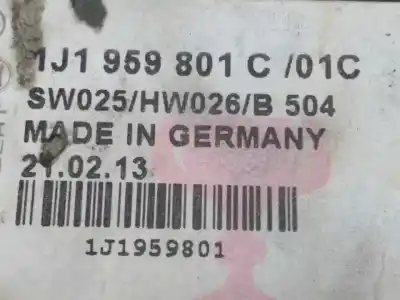 1J1 959 801 C /01C
SW025/HW026/B 504
MADE IN GERMANY
21.02.13
1J1959801